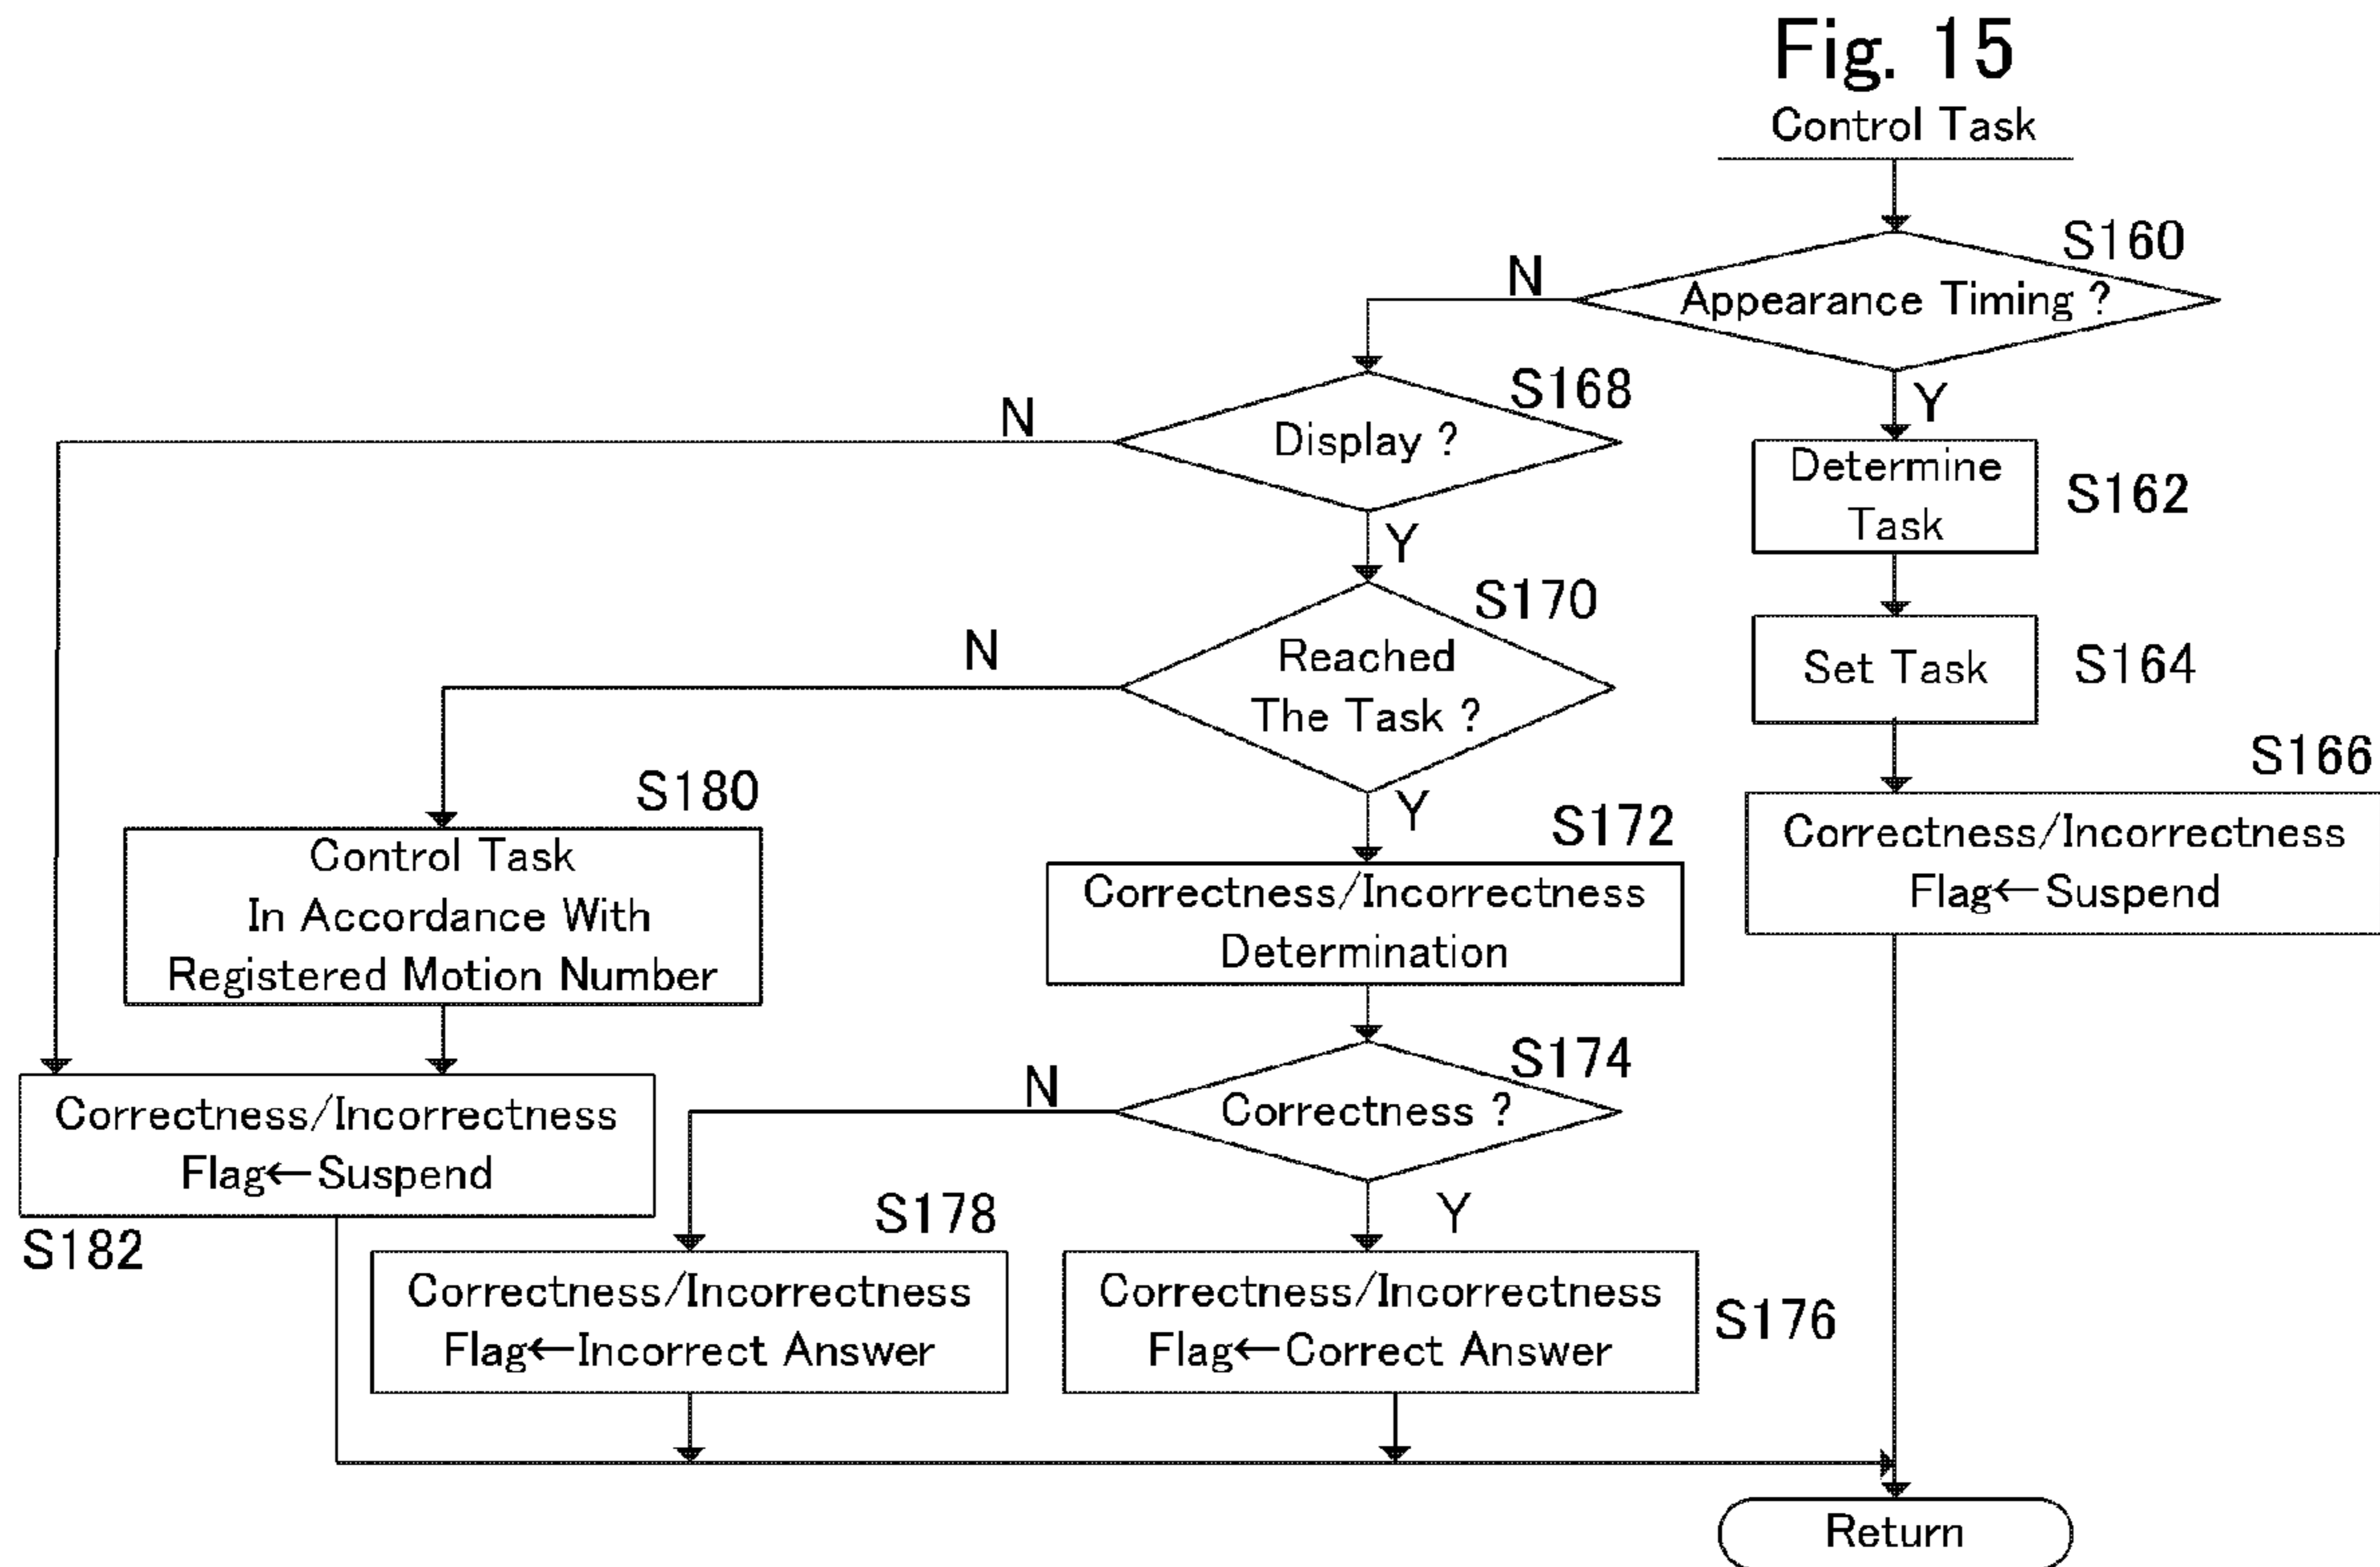 Fig. 15
Control Task
S160
N
Appearance Timing ?
S168
N
Y
Display ?
Determine
Task
S162
Y
S170
N
Reached
The Task ?
Set Task
S164
S166
S180
Y
S172
Correctness/Incorrectness
Flag←Suspend
Control Task
In Accordance With
Registered Motion Number
Correctness/Incorrectness
Determination
S174
N
Correctness ?
Correctness/Incorrectness
Flag←Suspend
S182
S178
Y
Correctness/Incorrectness
Flag←Incorrect Answer
Correctness/Incorrectness
Flag←Correct Answer
S176
Return